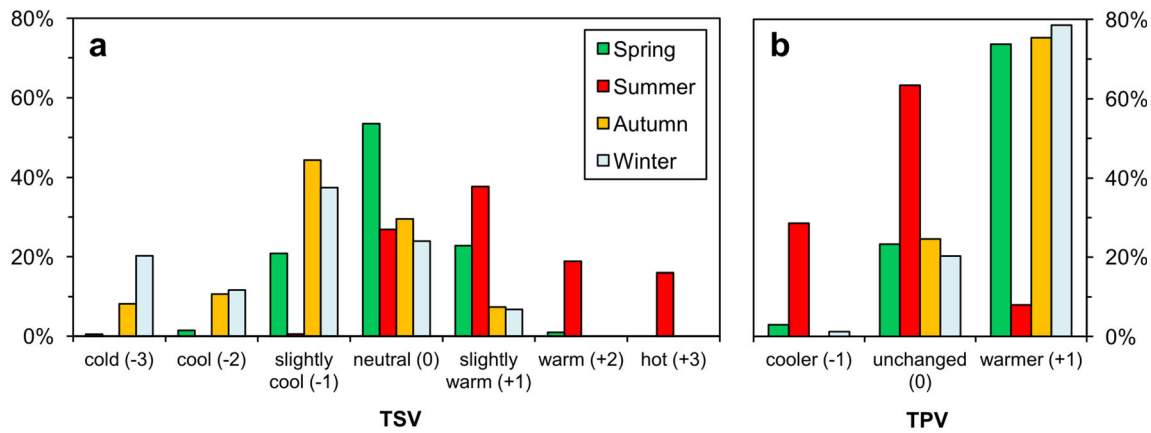 80%
60%
40%
20%
0%
a
Spring
Summer
Autumn
Winter
cold (-3)
cool (-2)
slightly
cool (-1)
neutral (0)
slightly
warm (+1)
warm (+2)
hot (+3)
TSV
b
80%
60%
40%
20%
0%
cooler (-1)
unchanged
(0)
warmer (+1)
TPV